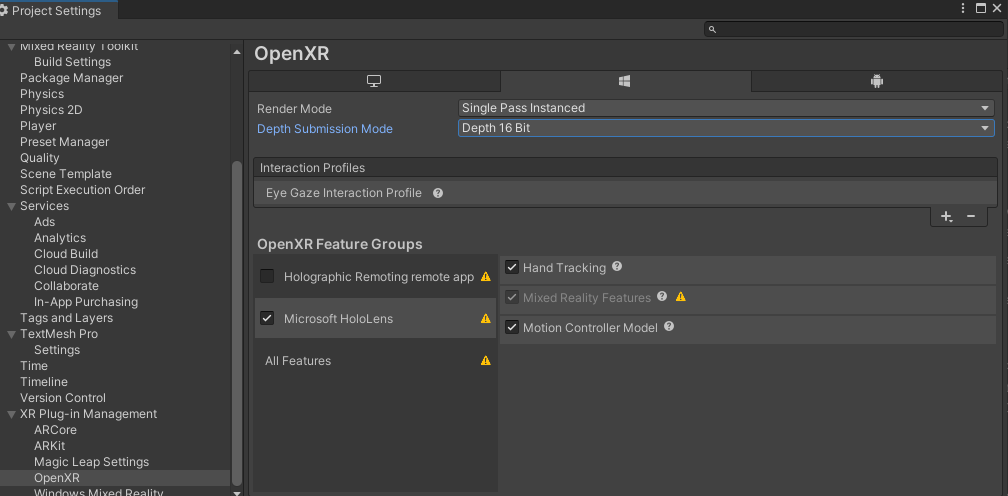 Project Settings
Mixed Reality Toolkit
Build Settings
Package Manager
Physics
Physics 2D
Player
Preset Manager
Quality
Scene Template
Script Execution Order
Services
Ads
Analytics
Cloud Build
Cloud Diagnostics
Collaborate
In-App Purchasing
Tags and Layers
TextMesh Pro
Settings
Time
Timeline
Version Control
XR Plug-in Management
ARCore
ARKit
Magic Leap Settings
OpenXR
Windows Mixed Reality
OpenXR
Render Mode
Single Pass Instanced
Depth Submission Mode
Depth 16 Bit
Interaction Profiles
Eye Gaze Interaction Profile
OpenXR Feature Groups
Holographic Remoting remote app
Microsoft HoloLens
All Features
Hand Tracking
Mixed Reality Features
Motion Controller Model